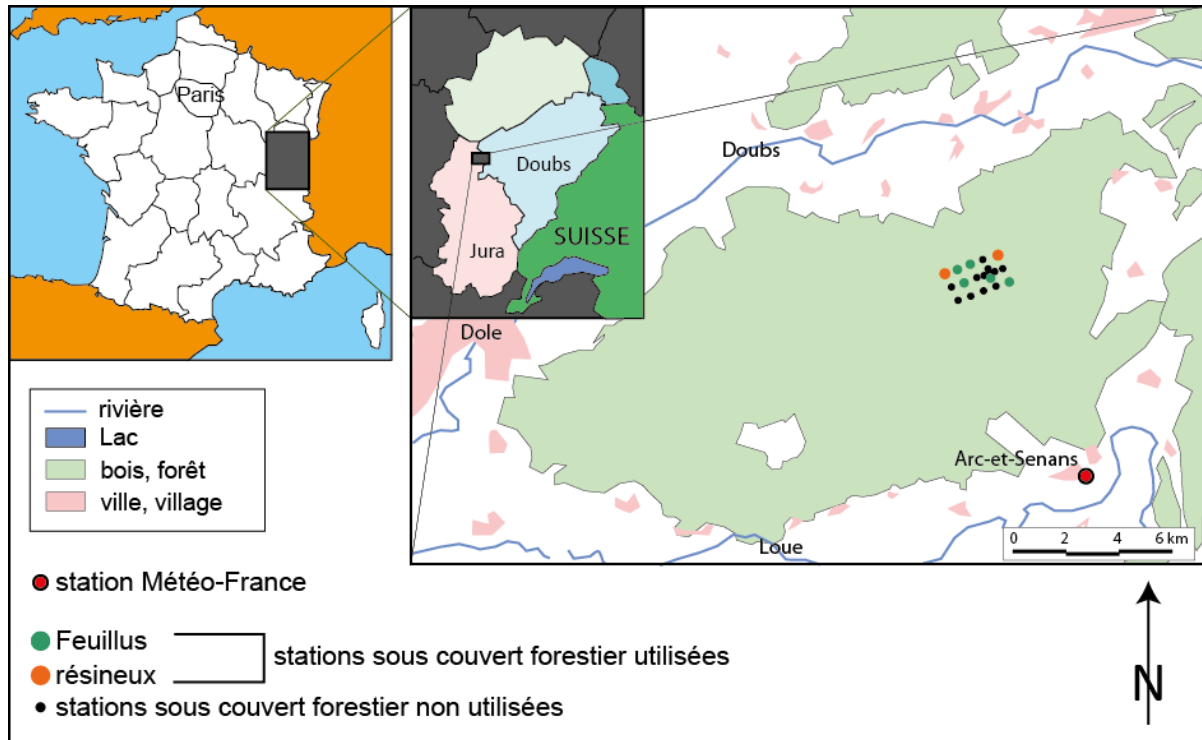 Paris
Doubs
SUISSE
Jura
Doubs
Dole
Arc-et-Senans
Loue
0 2 4 6 km
rivière
Lac
bois, forêt
ville, village
station Météo-France
Feuillus
résineux
stations sous couvert forestier utilisées
stations sous couvert forestier non utilisées
N